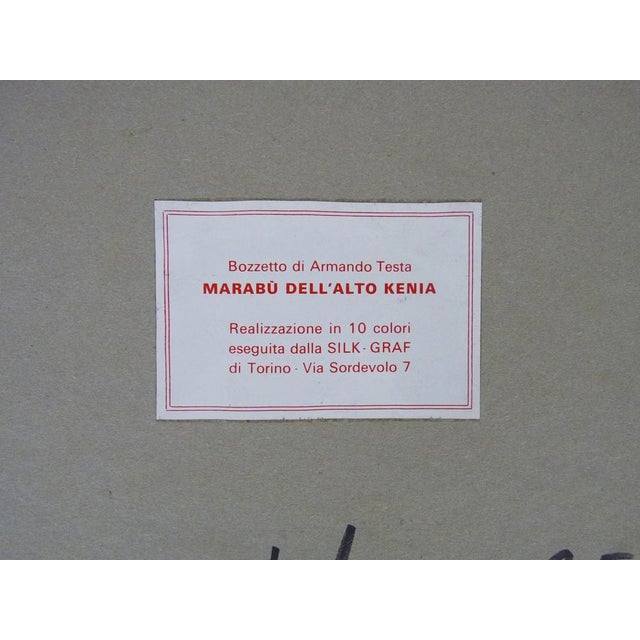 Bozzetto di Armando Testa
MARABÙ DELL'ALTO KENIA
Realizzazione in 10 colori
eseguita dalla SILK - GRAF
di Torino - Via Sordevolo 7